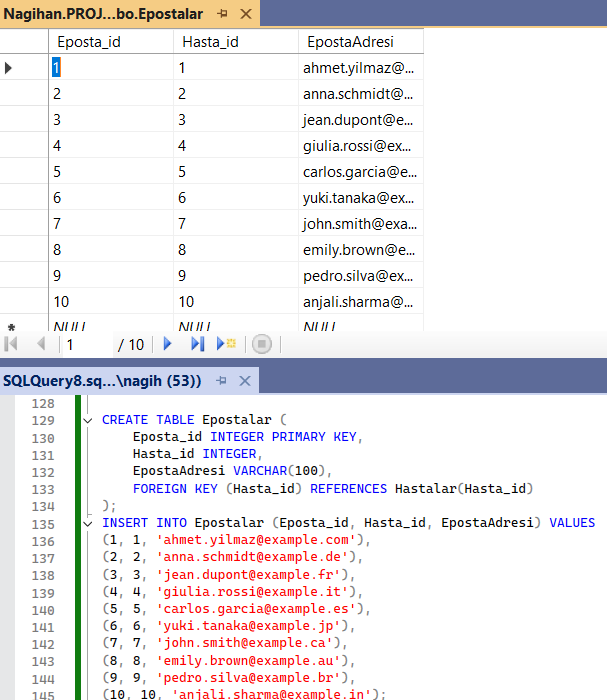 Nagihan.PROJ...bo.Epostalar
Eposta_id Hasta_id EpostaAdresi
1 1 ahmet.yilmaz@...
2 2 anna.schmidt@...
3 3 jean.dupont@e...
4 4 giulia.rossi@ex...
5 5 carlos.garcia@e...
6 6 yuki.tanaka@ex...
7 7 john.smith@exa...
8 8 emily.brown@e...
9 9 pedro.silva@ex...
10 10 anjali.sharma@...
NULL NULL NULL
1 / 10
SQLQuery8.sq...\nagih (53))
128
129 CREATE TABLE Epostalar (
130 Eposta_id INTEGER PRIMARY KEY,
131 Hasta_id INTEGER,
132 EpostaAdresi VARCHAR(100),
133 FOREIGN KEY (Hasta_id) REFERENCES Hastalar(Hasta_id)
134 );
135 INSERT INTO Epostalar (Eposta_id, Hasta_id, EpostaAdresi) VALUES
136 (1, 1, 'ahmet.yilmaz@example.com'),
137 (2, 2, 'anna.schmidt@example.de'),
138 (3, 3, 'jean.dupont@example.fr'),
139 (4, 4, 'giulia.rossi@example.it'),
140 (5, 5, 'carlos.garcia@example.es'),
141 (6, 6, 'yuki.tanaka@example.jp'),
142 (7, 7, 'john.smith@example.ca'),
143 (8, 8, 'emily.brown@example.au'),
144 (9, 9, 'pedro.silva@example.br'),
145 (10, 10, 'anjali.sharma@example.in');